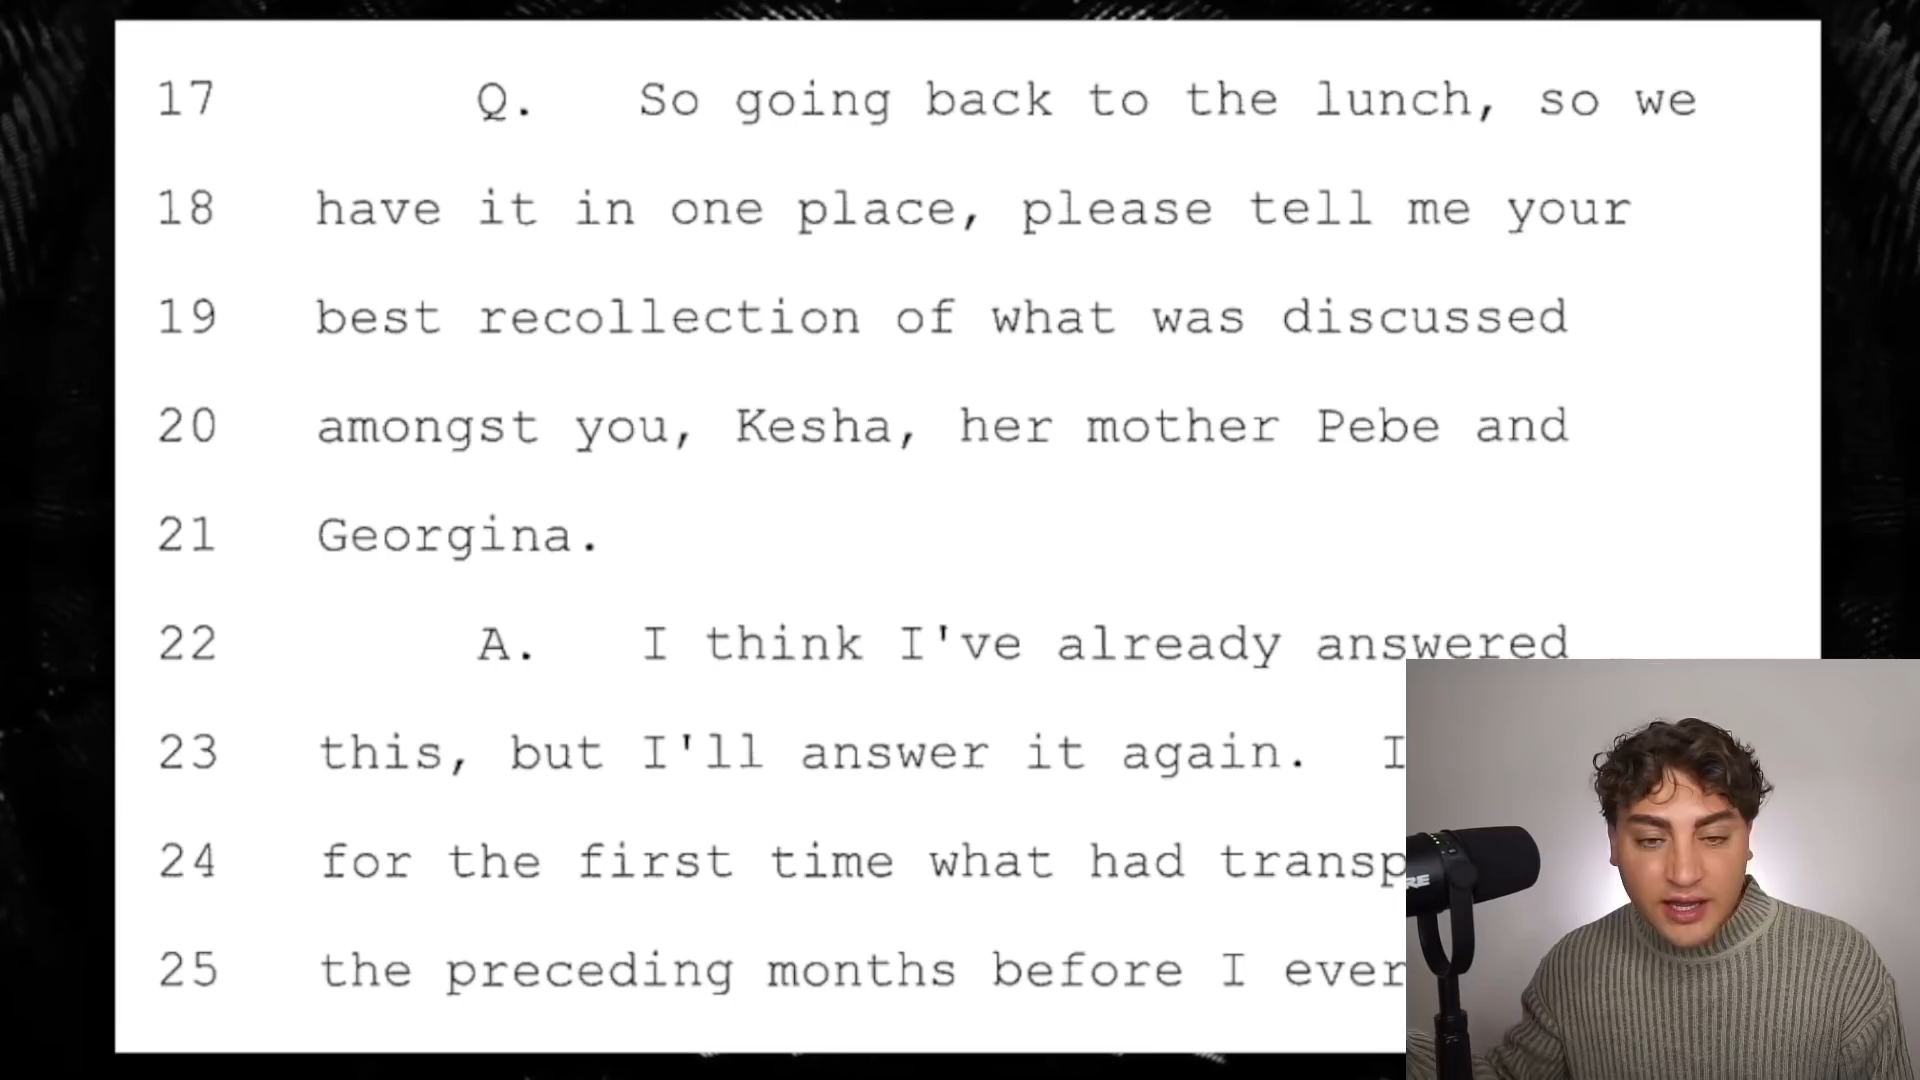 17 Q. So going back to the lunch, so we
18 have it in one place, please tell me your
19 best recollection of what was discussed
20 amongst you, Kesha, her mother Pebe and
21 Georgina.
22 A. I think I've already answered
23 this, but I'll answer it again. I
24 for the first time what had
25 the preceding months before I ever